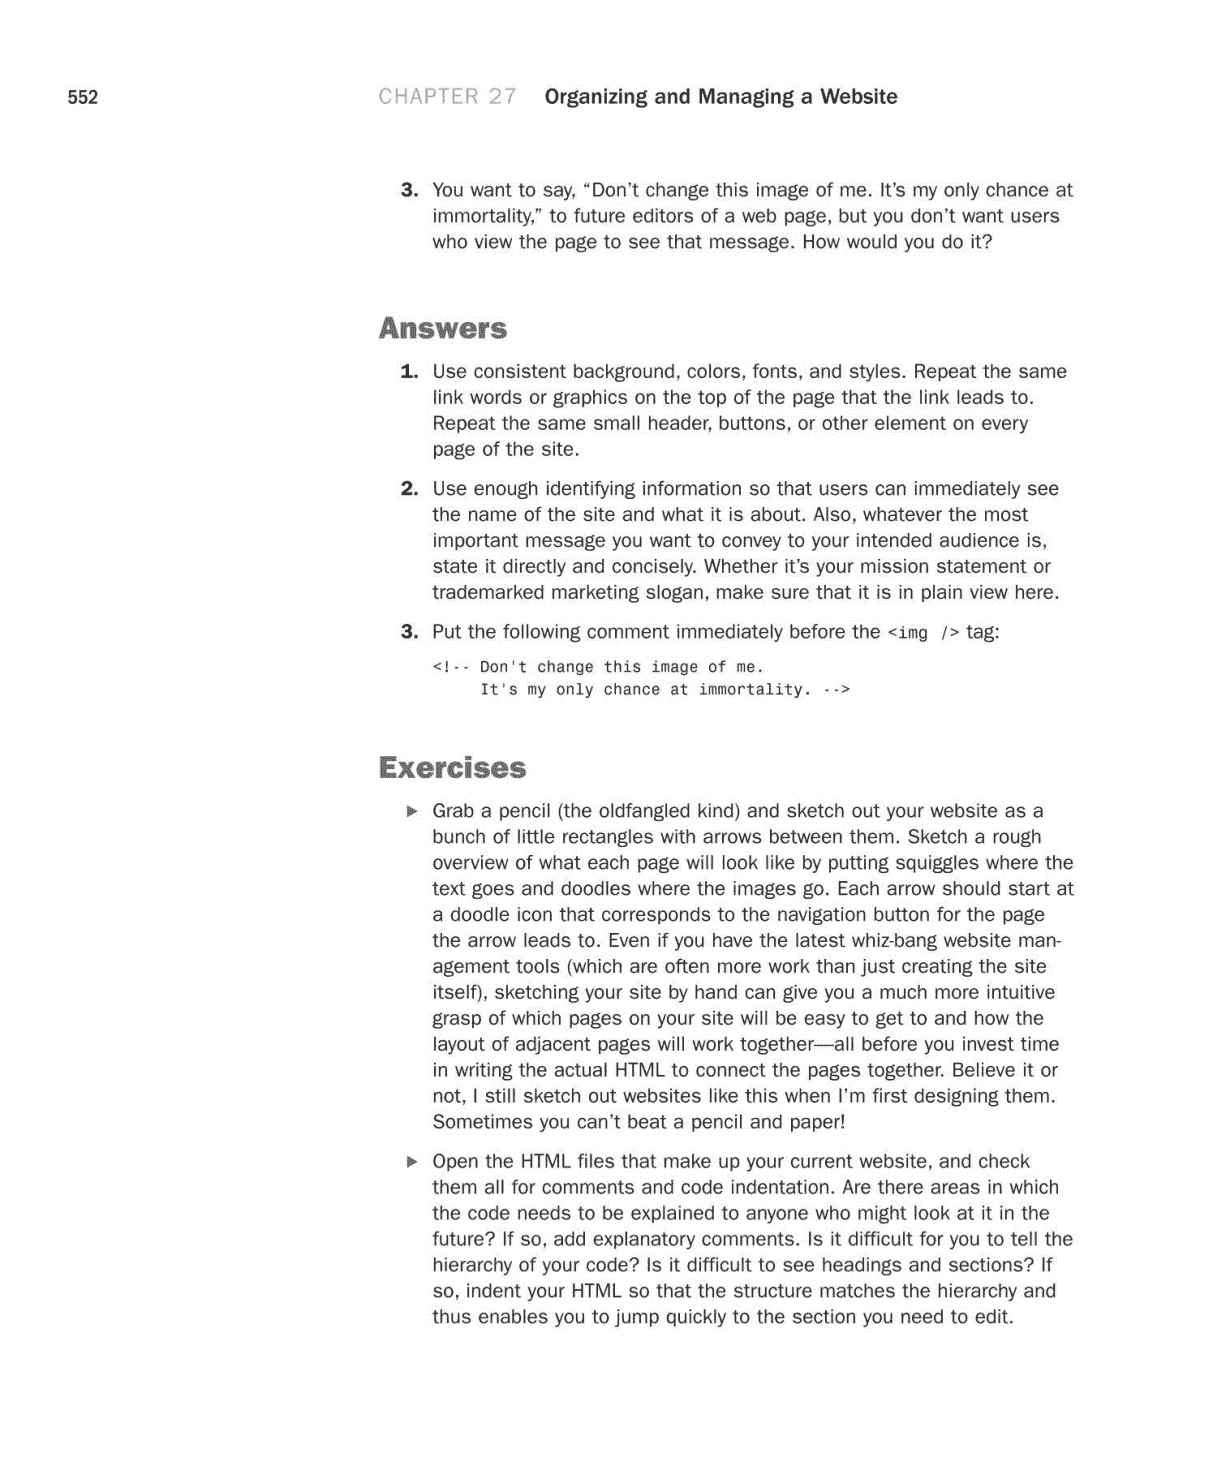 552
CHAPTER 27 Organizing and Managing a Website
3. You want to say, “Don’t change this image of me. It’s my only chance at
immortality,” to future editors of a web page, but you don’t want users
who view the page to see that message. How would you do it?
Answers
1. Use consistent background, colors, fonts, and styles. Repeat the same
link words or graphics on the top of the page that the link leads to.
Repeat the same small header, buttons, or other element on every
page of the site.
2. Use enough identifying information so that users can immediately see
the name of the site and what it is about. Also, whatever the most
important message you want to convey to your intended audience is,
state it directly and concisely. Whether it’s your mission statement or
trademarked marketing slogan, make sure that it is in plain view here.
3. Put the following comment immediately before the <img /> tag:
<!-- Don't change this image of me.
It's my only chance at immortality. -->
Exercises
▶ Grab a pencil (the oldfangled kind) and sketch out your website as a
bunch of little rectangles with arrows between them. Sketch a rough
overview of what each page will look like by putting squiggles where the
text goes and doodles where the images go. Each arrow should start at
a doodle icon that corresponds to the navigation button for the page
the arrow leads to. Even if you have the latest whiz-bang website man-
agement tools (which are often more work than just creating the site
itself), sketching your site by hand can give you a much more intuitive
grasp of which pages on your site will be easy to get to and how the
layout of adjacent pages will work together—all before you invest time
in writing the actual HTML to connect the pages together. Believe it or
not, I still sketch out websites like this when I’m first designing them.
Sometimes you can’t beat a pencil and paper!
▶ Open the HTML files that make up your current website, and check
them all for comments and code indentation. Are there areas in which
the code needs to be explained to anyone who might look at it in the
future? If so, add explanatory comments. Is it difficult for you to tell the
hierarchy of your code? Is it difficult to see headings and sections? If
so, indent your HTML so that the structure matches the hierarchy and
thus enables you to jump quickly to the section you need to edit.